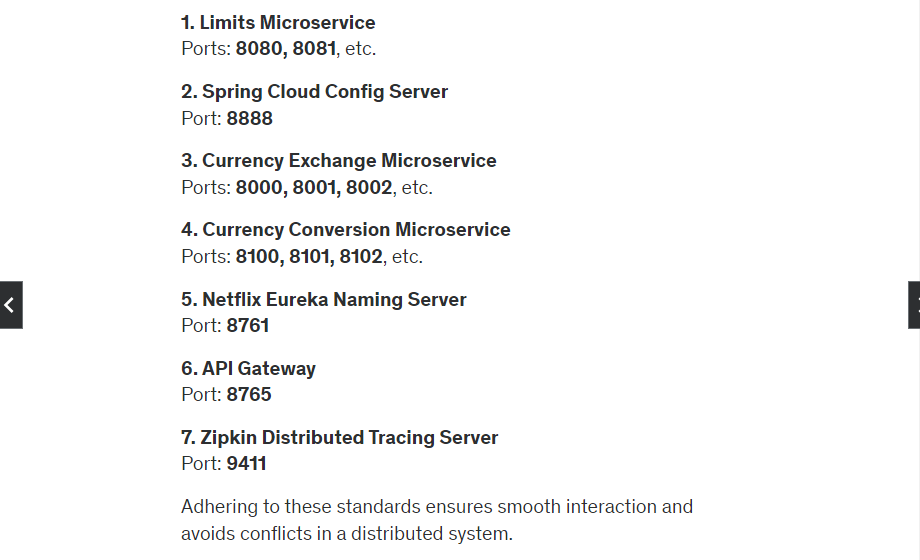 1. Limits Microservice
Ports: 8080, 8081, etc.
2. Spring Cloud Config Server
Port: 8888
3. Currency Exchange Microservice
Ports: 8000, 8001, 8002, etc.
4. Currency Conversion Microservice
Ports: 8100, 8101, 8102, etc.
5. Netflix Eureka Naming Server
Port: 8761
6. API Gateway
Port: 8765
7. Zipkin Distributed Tracing Server
Port: 9411
Adhering to these standards ensures smooth interaction and
avoids conflicts in a distributed system.